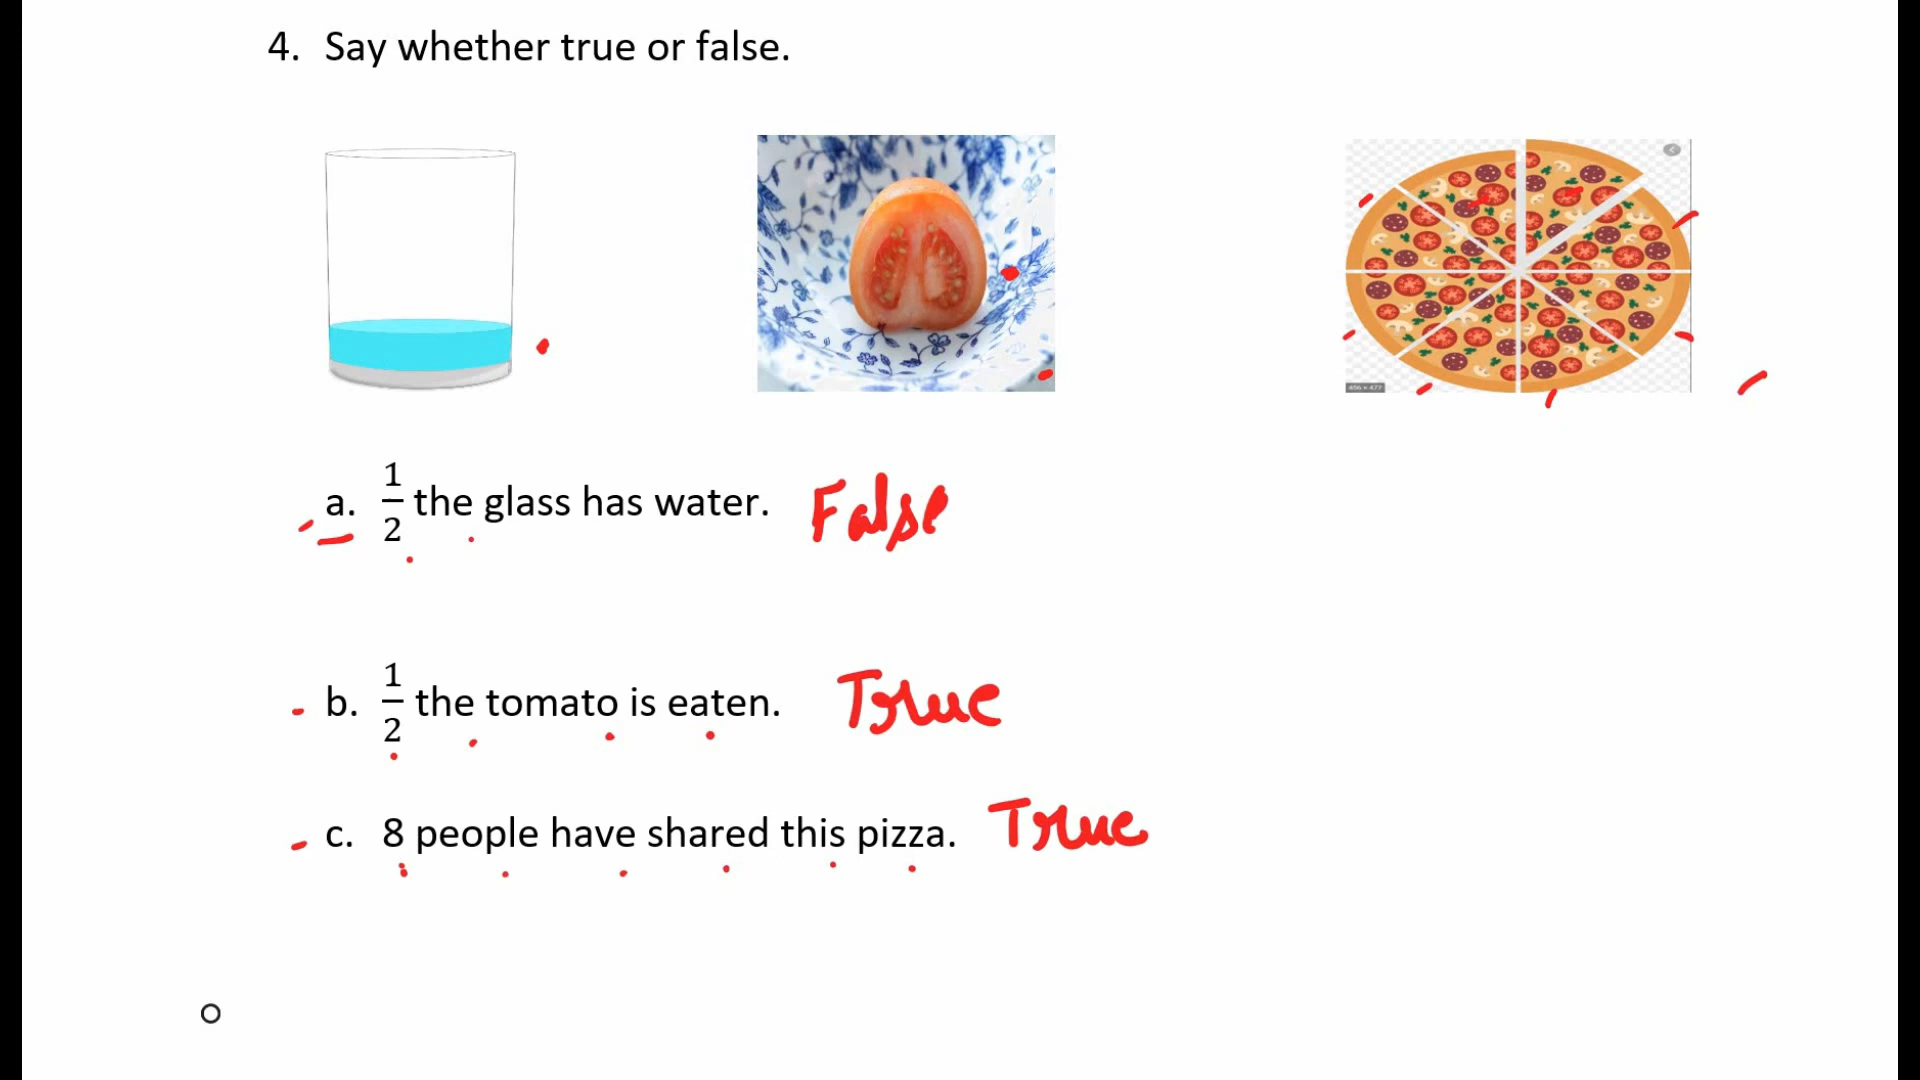 4. Say whether true or false.
a. 1/2 the glass has water. False
b. 1/2 the tomato is eaten. True
c. 8 people have shared this pizza. True